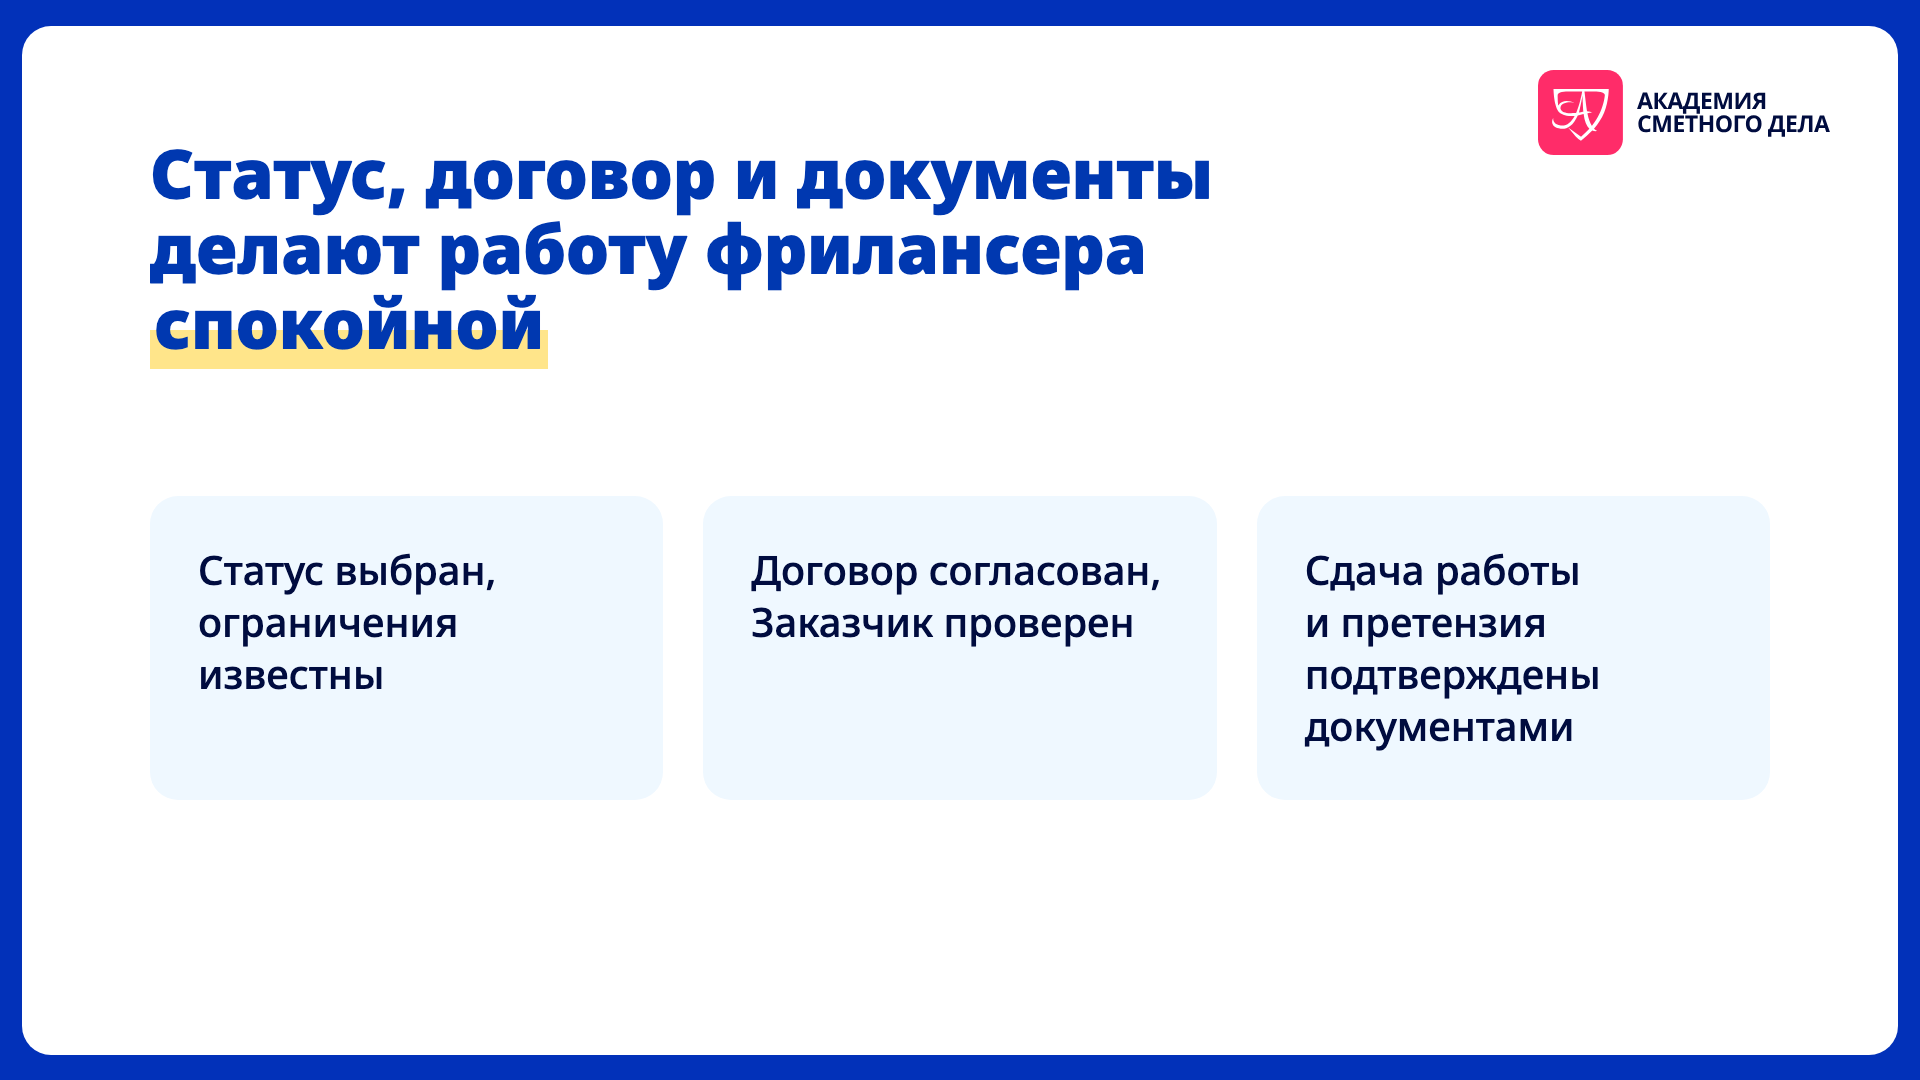 АКАДЕМИЯ
СМЕТНОГО ДЕЛА
Статус, договор и документы
делают работу фрилансера
спокойной
Статус выбран,
ограничения
известны
Договор согласован,
Заказчик проверен
Сдача работы
и претензия
подтверждены
документами